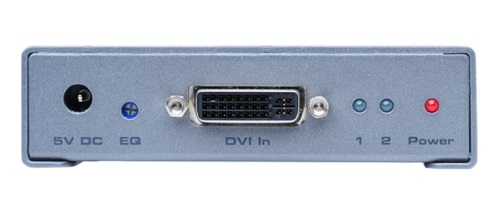 5V DC EQ DVI In 1 2 Power